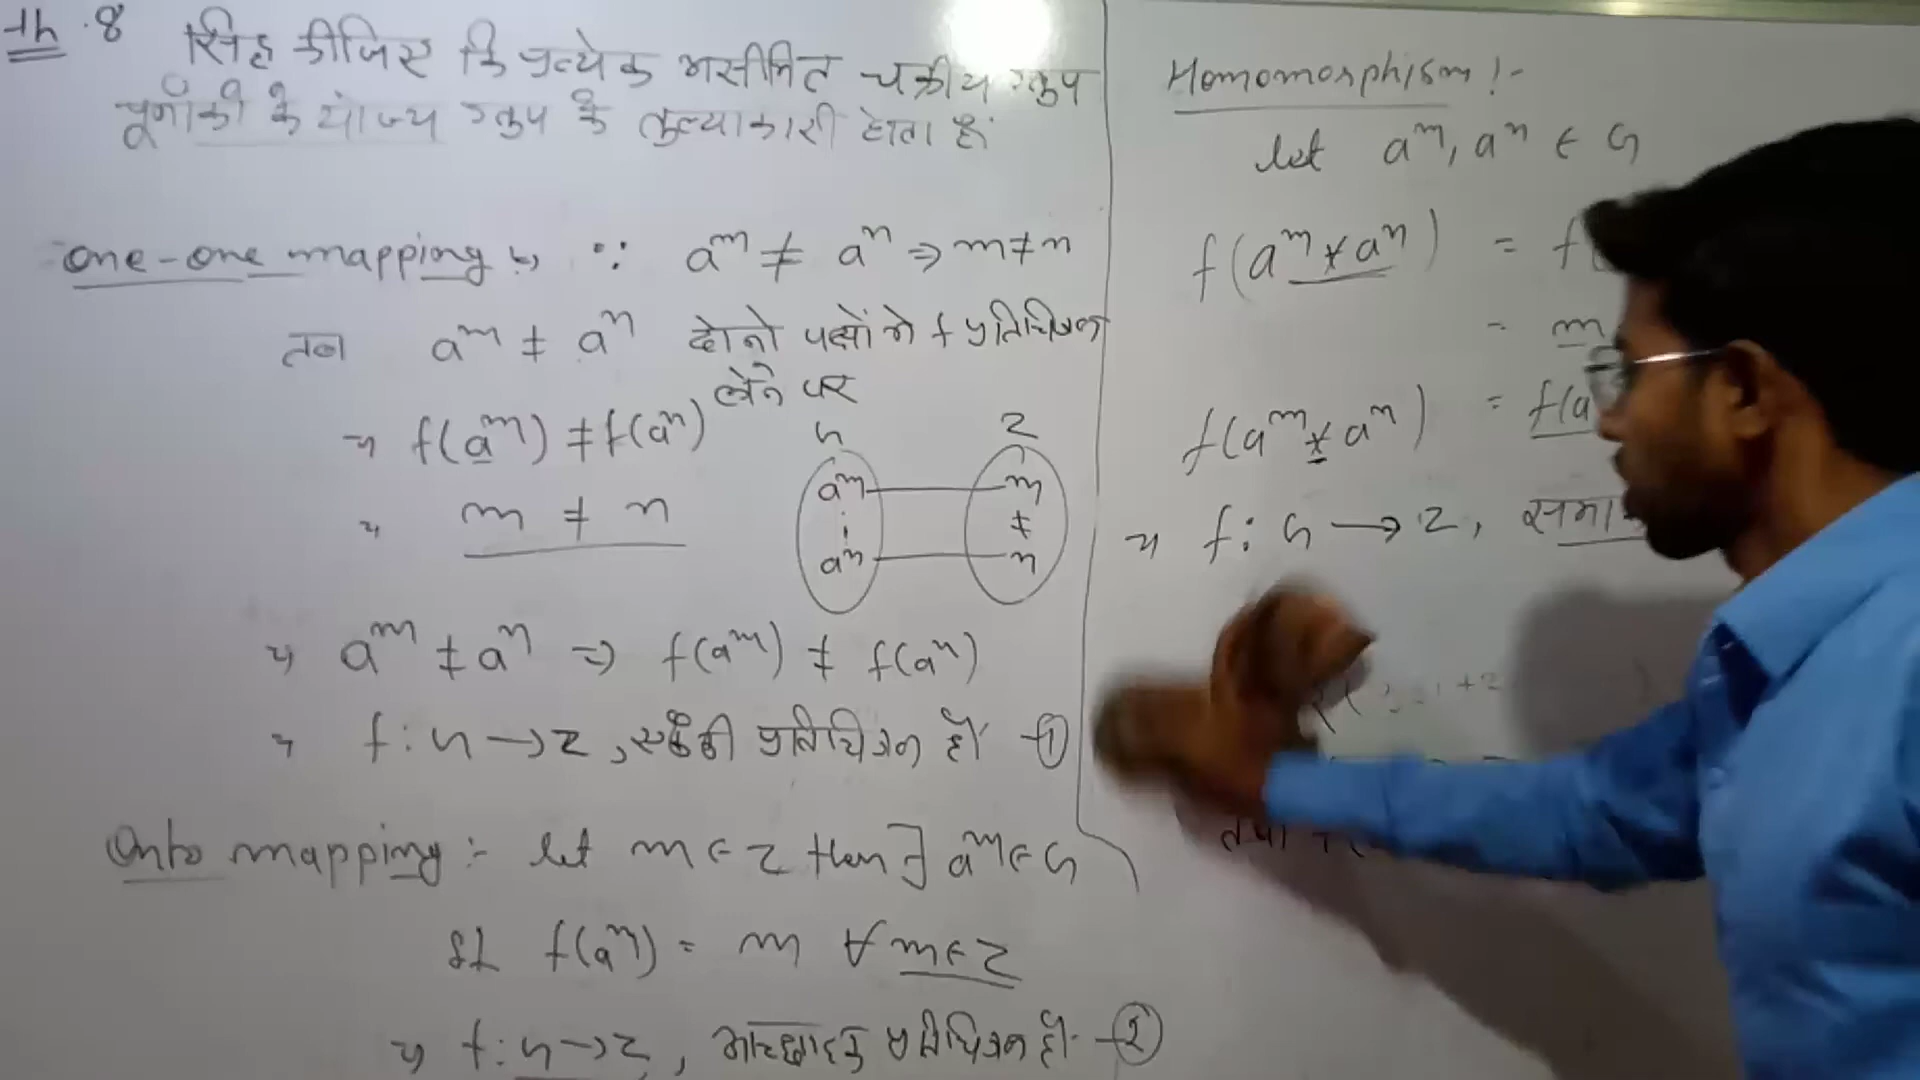 Th.8 सिद्ध कीजिए कि प्रत्येक असीमित चक्रीय ग्रुप
पूर्णांको के योज्य ग्रुप के तुल्याकारी होता है।
one-one mapping ↳ ∵ a^m ≠ a^n ⇒ m≠n
तब a^m ≠ a^n दोनो पक्षों मे f प्रतिचित्रण
लेने पर
⇒ f(a^m) ≠ f(a^n)
⇒ m ≠ n
G Z
a^m m
≠
a^n n
⇒ a^m ≠ a^n ⇒ f(a^m) ≠ f(a^n)
⇒ f: G → Z, एकैकी प्रतिचित्रण है। -①
Onto mapping :- let m ∈ Z then ∃ a^m ∈ G
st f(a^m) = m ∀ m ∈ Z
⇒ f: G → Z, आच्छादक प्रतिचित्रण है। -②
Homomorphism :-
let a^m, a^n ∈ G
f(a^m * a^n) = f(
= m
f(a^m * a^n) = f(a
⇒ f: G → Z,
तथा